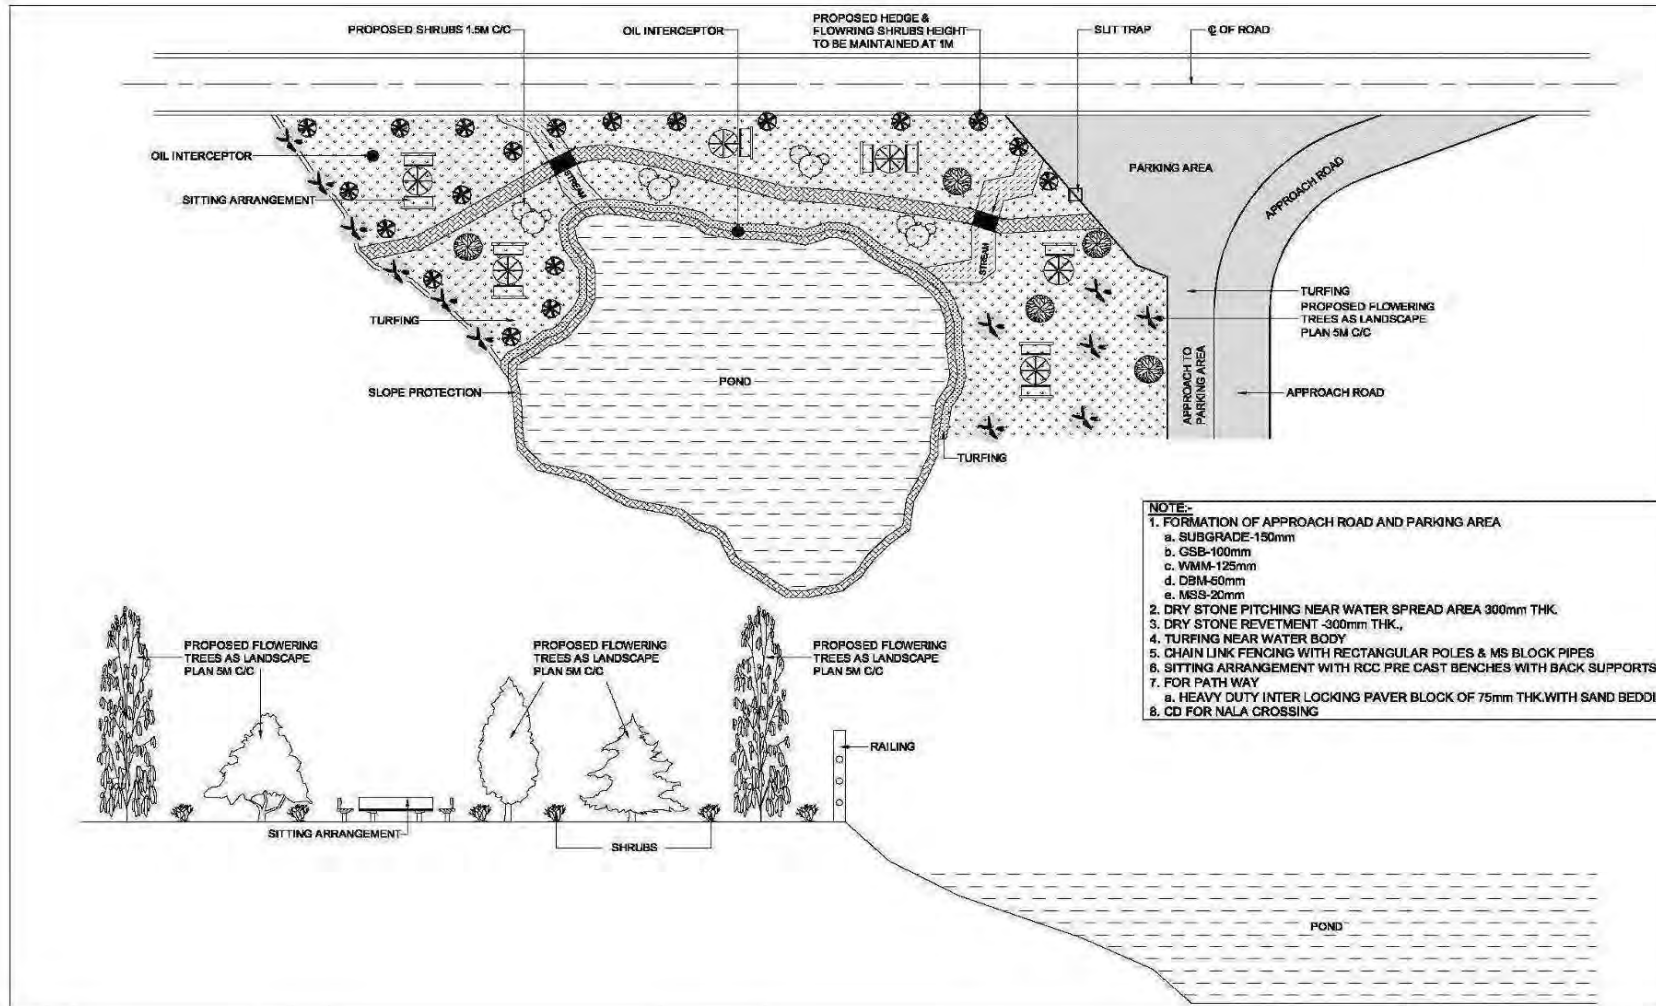 PROPOSED SHRUBS 1.5M C/C
OIL INTERCEPTOR
PROPOSED HEDGE &
FLOWRING SHRUBS HEIGHT
TO BE MAINTAINED AT 1M
SLIT TRAP
℄ OF ROAD
OIL INTERCEPTOR
SITTING ARRANGEMENT
STREAM
PARKING AREA
APPROACH ROAD
STREAM
TURFING
TURFING
PROPOSED FLOWERING
TREES AS LANDSCAPE
PLAN 5M C/C
SLOPE PROTECTION
POND
APPROACH TO
PARKING AREA
APPROACH ROAD
TURFING
NOTE:-
1. FORMATION OF APPROACH ROAD AND PARKING AREA
a. SUBGRADE-150mm
b. GSB-100mm
c. WMM-125mm
d. DBM-50mm
e. MSS-20mm
2. DRY STONE PITCHING NEAR WATER SPREAD AREA 300mm THK.
3. DRY STONE REVETMENT -300mm THK.,
4. TURFING NEAR WATER BODY
5. CHAIN LINK FENCING WITH RECTANGULAR POLES & MS BLOCK PIPES
6. SITTING ARRANGEMENT WITH RCC PRE CAST BENCHES WITH BACK SUPPORTS
7. FOR PATH WAY
a. HEAVY DUTY INTER LOCKING PAVER BLOCK OF 75mm THK.WITH SAND BEDDI
8. CD FOR NALA CROSSING
PROPOSED FLOWERING
TREES AS LANDSCAPE
PLAN 5M C/C
PROPOSED FLOWERING
TREES AS LANDSCAPE
PLAN 5M C/C
PROPOSED FLOWERING
TREES AS LANDSCAPE
PLAN 5M C/C
RAILING
SITTING ARRANGEMENT
SHRUBS
POND